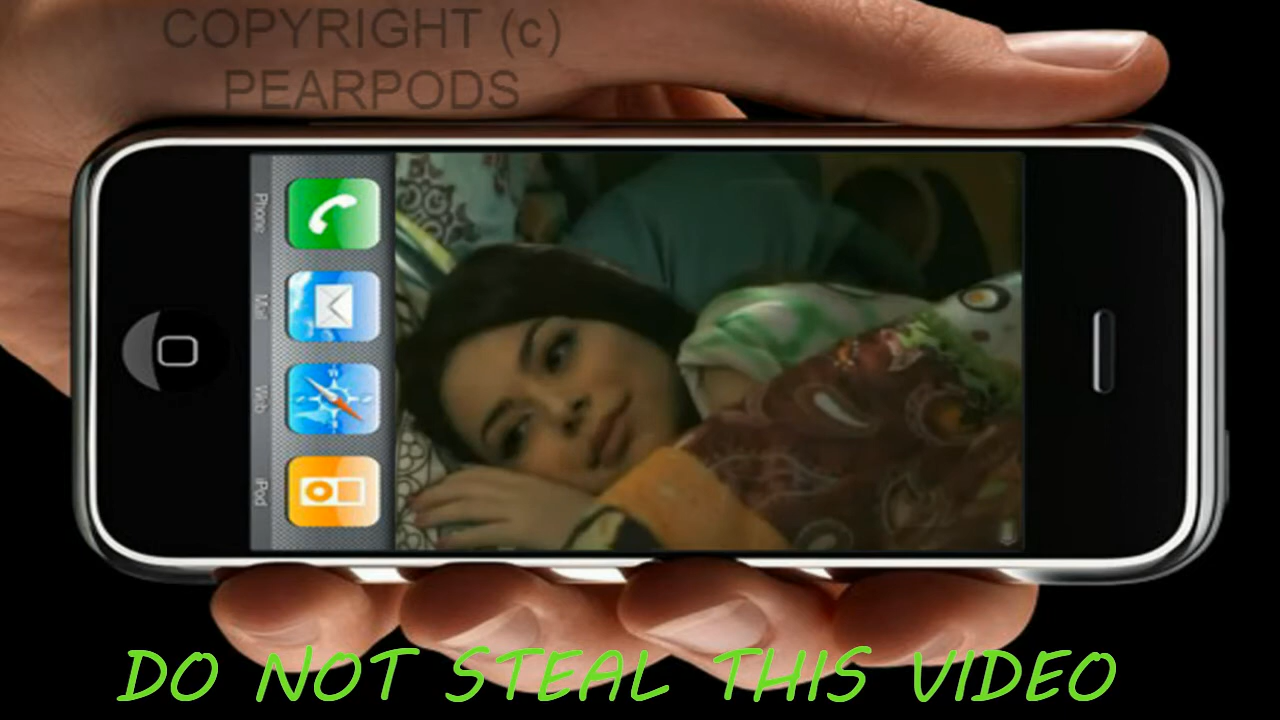 COPYRIGHT (c)
PEARPODS
Phone
Mail
Web
iPod
DO NOT STEAL THIS VIDEO